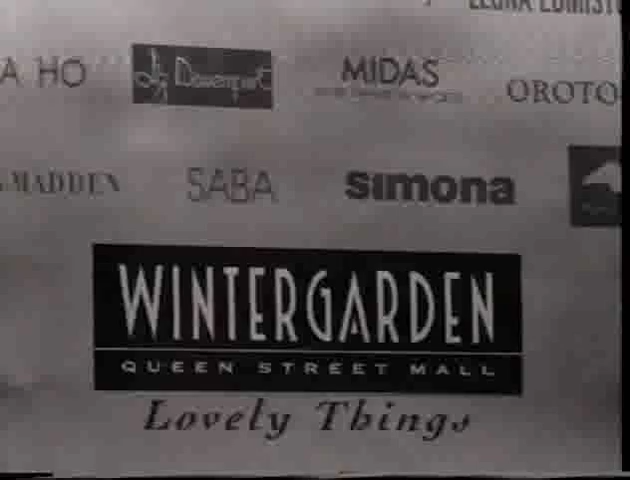 A HO Davenport MIDAS OROTO
MADDEN SABA simona
WINTERGARDEN
QUEEN STREET MALL
Lovely Things